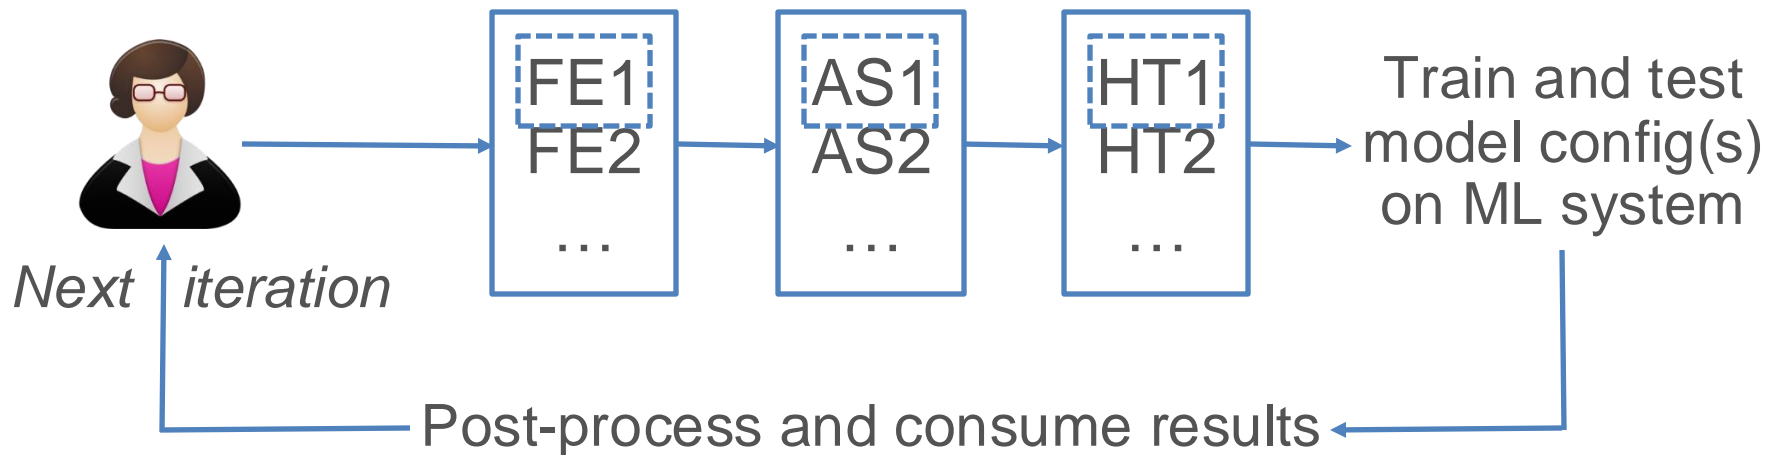 FE1
FE2
...
AS1
AS2
...
HT1
HT2
...
Train and test
model config(s)
on ML system
Next iteration
Post-process and consume results